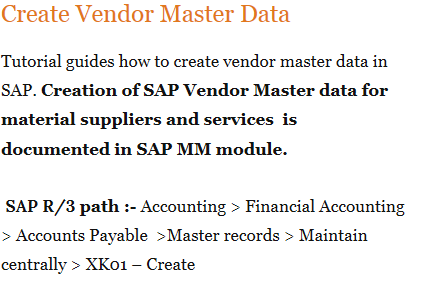 Create Vendor Master Data
Tutorial guides how to create vendor master data in
SAP. Creation of SAP Vendor Master data for
material suppliers and services  is
documented in SAP MM module.
SAP R/3 path :- Accounting > Financial Accounting
> Accounts Payable  >Master records > Maintain
centrally > XK01 – Create